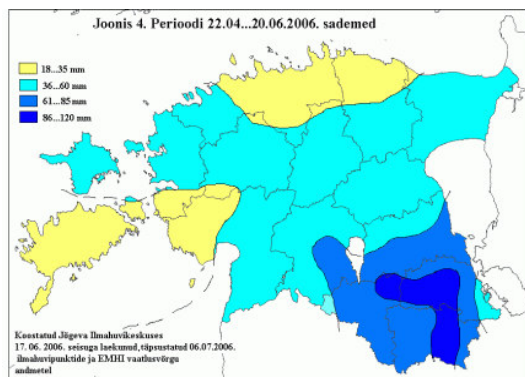 Joonis 4. Perioodi 22.04...20.06.2006. sademed
18...35 mm
36...60 mm
61...85 mm
86...120 mm
Koostatud Jõgeva Ilmahuvikeskuses
17. 06. 2006. seisuga laekunud,täpsustatud 06.07.2006.
ilmahuvipunktide ja EMHI vaatlusvõrgu
andmetel